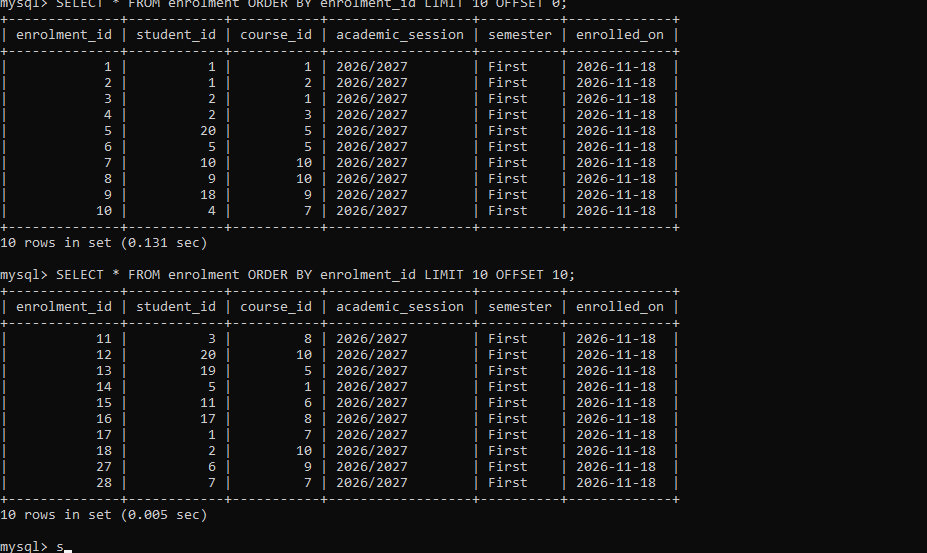 mysql> SELECT * FROM enrolment ORDER BY enrolment_id LIMIT 10 OFFSET 0;
+--------------+------------+-----------+------------------+----------+-------------+
| enrolment_id | student_id | course_id | academic_session | semester | enrolled_on |
+--------------+------------+-----------+------------------+----------+-------------+
|            1 |          1 |         1 | 2026/2027        | First    | 2026-11-18  |
|            2 |          1 |         2 | 2026/2027        | First    | 2026-11-18  |
|            3 |          2 |         1 | 2026/2027        | First    | 2026-11-18  |
|            4 |          2 |         3 | 2026/2027        | First    | 2026-11-18  |
|            5 |         20 |         5 | 2026/2027        | First    | 2026-11-18  |
|            6 |          5 |         5 | 2026/2027        | First    | 2026-11-18  |
|            7 |         10 |        10 | 2026/2027        | First    | 2026-11-18  |
|            8 |          9 |        10 | 2026/2027        | First    | 2026-11-18  |
|            9 |         18 |         9 | 2026/2027        | First    | 2026-11-18  |
|           10 |          4 |         7 | 2026/2027        | First    | 2026-11-18  |
+--------------+------------+-----------+------------------+----------+-------------+
10 rows in set (0.131 sec)
mysql> SELECT * FROM enrolment ORDER BY enrolment_id LIMIT 10 OFFSET 10;
+--------------+------------+-----------+------------------+----------+-------------+
| enrolment_id | student_id | course_id | academic_session | semester | enrolled_on |
+--------------+------------+-----------+------------------+----------+-------------+
|           11 |          3 |         8 | 2026/2027        | First    | 2026-11-18  |
|           12 |         20 |        10 | 2026/2027        | First    | 2026-11-18  |
|           13 |         19 |         5 | 2026/2027        | First    | 2026-11-18  |
|           14 |          5 |         1 | 2026/2027        | First    | 2026-11-18  |
|           15 |         11 |         6 | 2026/2027        | First    | 2026-11-18  |
|           16 |         17 |         8 | 2026/2027        | First    | 2026-11-18  |
|           17 |          1 |         7 | 2026/2027        | First    | 2026-11-18  |
|           18 |          2 |        10 | 2026/2027        | First    | 2026-11-18  |
|           27 |          6 |         9 | 2026/2027        | First    | 2026-11-18  |
|           28 |          7 |         7 | 2026/2027        | First    | 2026-11-18  |
+--------------+------------+-----------+------------------+----------+-------------+
10 rows in set (0.005 sec)
mysql> s